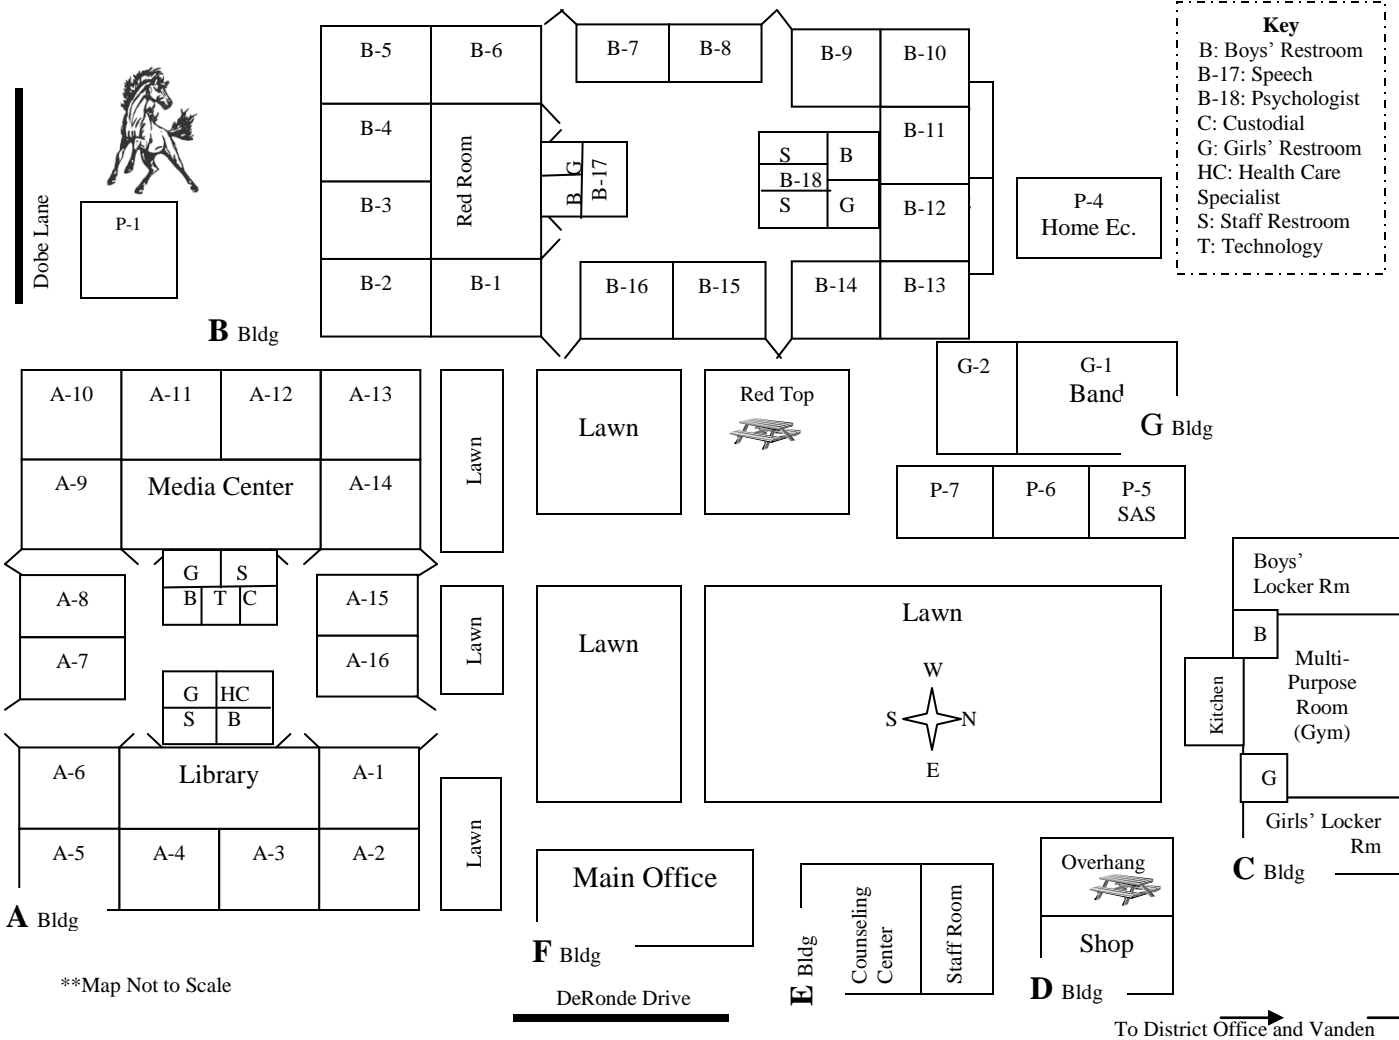 Key
B: Boys' Restroom
B-17: Speech
B-18: Psychologist
C: Custodial
G: Girls' Restroom
HC: Health Care
Specialist
S: Staff Restroom
T: Technology
B-5
B-6
B-7
B-8
B-9
B-10
B-4
Red Room
B-11
B-3
G
B
B-17
S
B
B-18
S
G
B-12
P-4
Home Ec.
Dobe Lane
P-1
B-2
B-1
B-16
B-15
B-14
B-13
B Bldg
A-10
A-11
A-12
A-13
Lawn
Lawn
Red Top
G-2
G-1
Band
G Bldg
A-9
Media Center
A-14
P-7
P-6
P-5
SAS
G
S
B
T
C
A-8
A-15
A-7
A-16
Lawn
Lawn
Lawn
W
S
N
E
Boys'
Locker Rm
B
Multi-
Purpose
Room
(Gym)
Kitchen
G
Girls' Locker
Rm
C Bldg
G
HC
S
B
A-6
Library
A-1
A-5
A-4
A-3
A-2
Lawn
A Bldg
Main Office
F Bldg
Counseling
Center
Staff Room
E Bldg
Overhang
Shop
D Bldg
**Map Not to Scale
DeRonde Drive
To District Office and Vanden